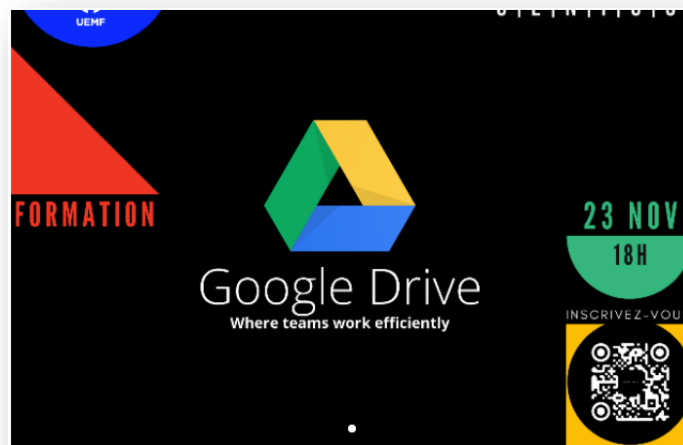 UEMF
FORMATION
Google Drive
Where teams work efficiently
23 NOV
18H
INSCRIVEZ-VOU